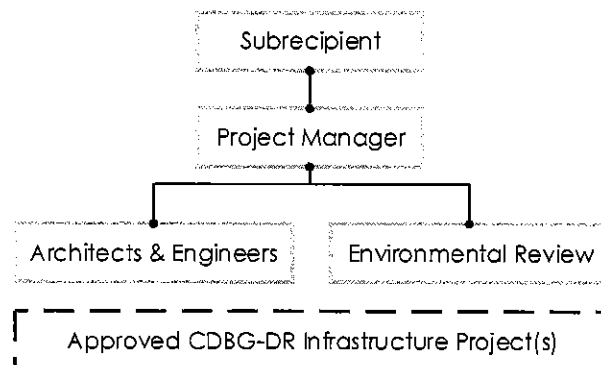 Subrecipient
Project Manager
Architects & Engineers
Environmental Review
Approved CDBG-DR Infrastructure Project(s)